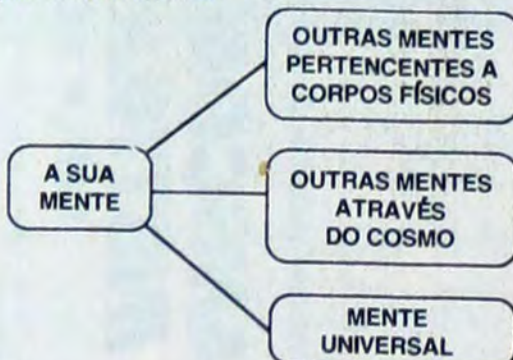 OUTRAS MENTES
PERTENCENTES A
CORPOS FÍSICOS
A SUA
MENTE
OUTRAS MENTES
ATRAVÉS
DO COSMO
MENTE
UNIVERSAL